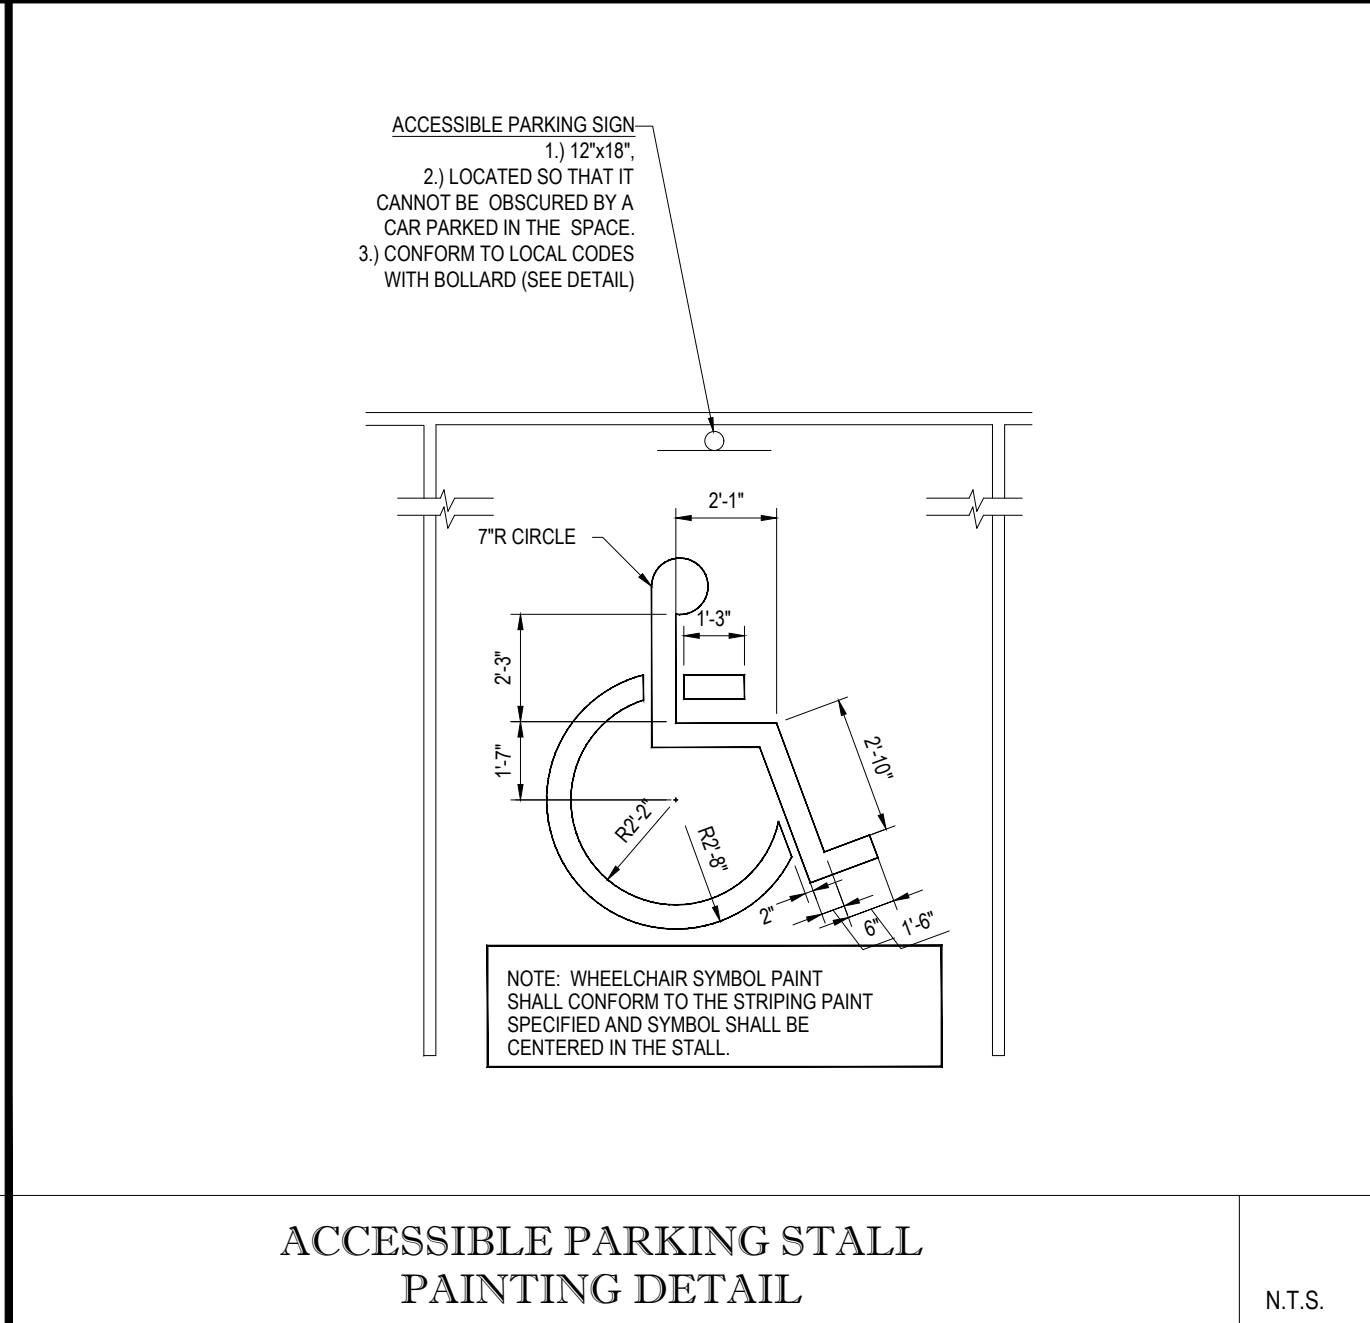 ACCESSIBLE PARKING SIGN
1.) 12"x18",
2.) LOCATED SO THAT IT
CANNOT BE OBSCURED BY A
CAR PARKED IN THE SPACE.
3.) CONFORM TO LOCAL CODES
WITH BOLLARD (SEE DETAIL)
2'-1"
7"R CIRCLE
1'-3"
2'-3"
1'-7"
2'-10"
R2'-2"
R2'-8"
2"
6"
1'-6"
NOTE: WHEELCHAIR SYMBOL PAINT
SHALL CONFORM TO THE STRIPING PAINT
SPECIFIED AND SYMBOL SHALL BE
CENTERED IN THE STALL.
ACCESSIBLE PARKING STALL
PAINTING DETAIL
N.T.S.